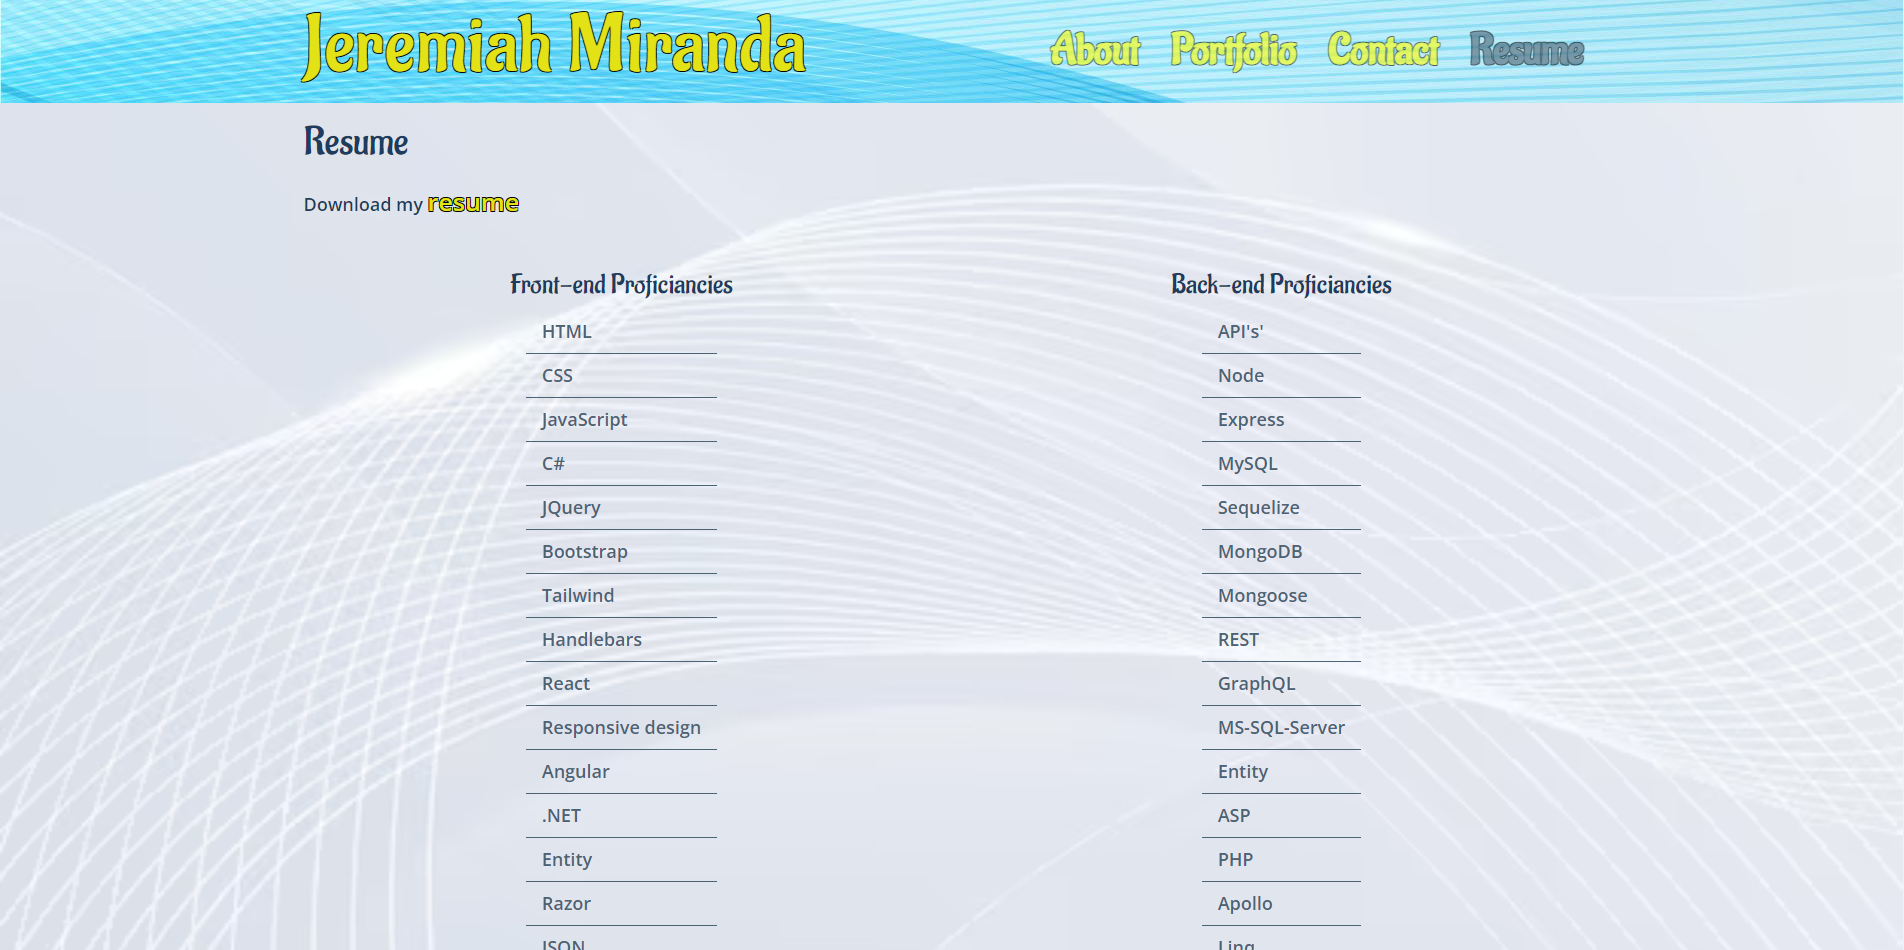 Jeremiah Miranda
About Portfolio Contact Resume
Resume
Download my resume
Front-end Proficiancies
HTML
CSS
JavaScript
C#
JQuery
Bootstrap
Tailwind
Handlebars
React
Responsive design
Angular
.NET
Entity
Razor
JSON
Back-end Proficiancies
API's'
Node
Express
MySQL
Sequelize
MongoDB
Mongoose
REST
GraphQL
MS-SQL-Server
Entity
ASP
PHP
Apollo
Linq